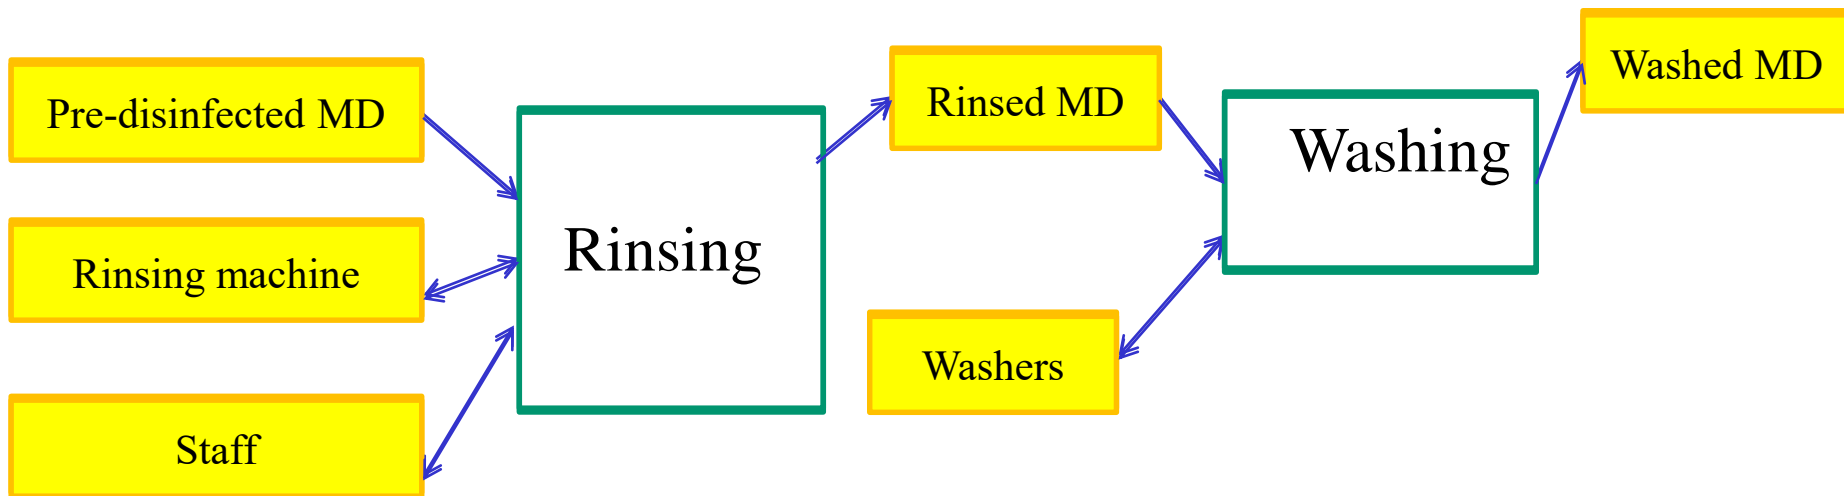 Pre-disinfected MD
Rinsing machine
Staff
Rinsing
Rinsed MD
Washers
Washing
Washed MD